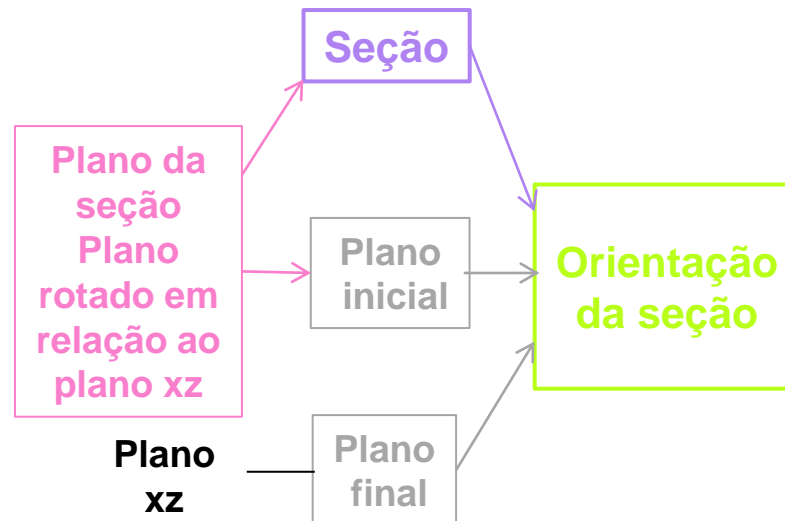 Seção
Plano da
seção
Plano
rotado em
relação ao
plano xz
Plano
inicial
Orientação
da seção
Plano
xz
Plano
final